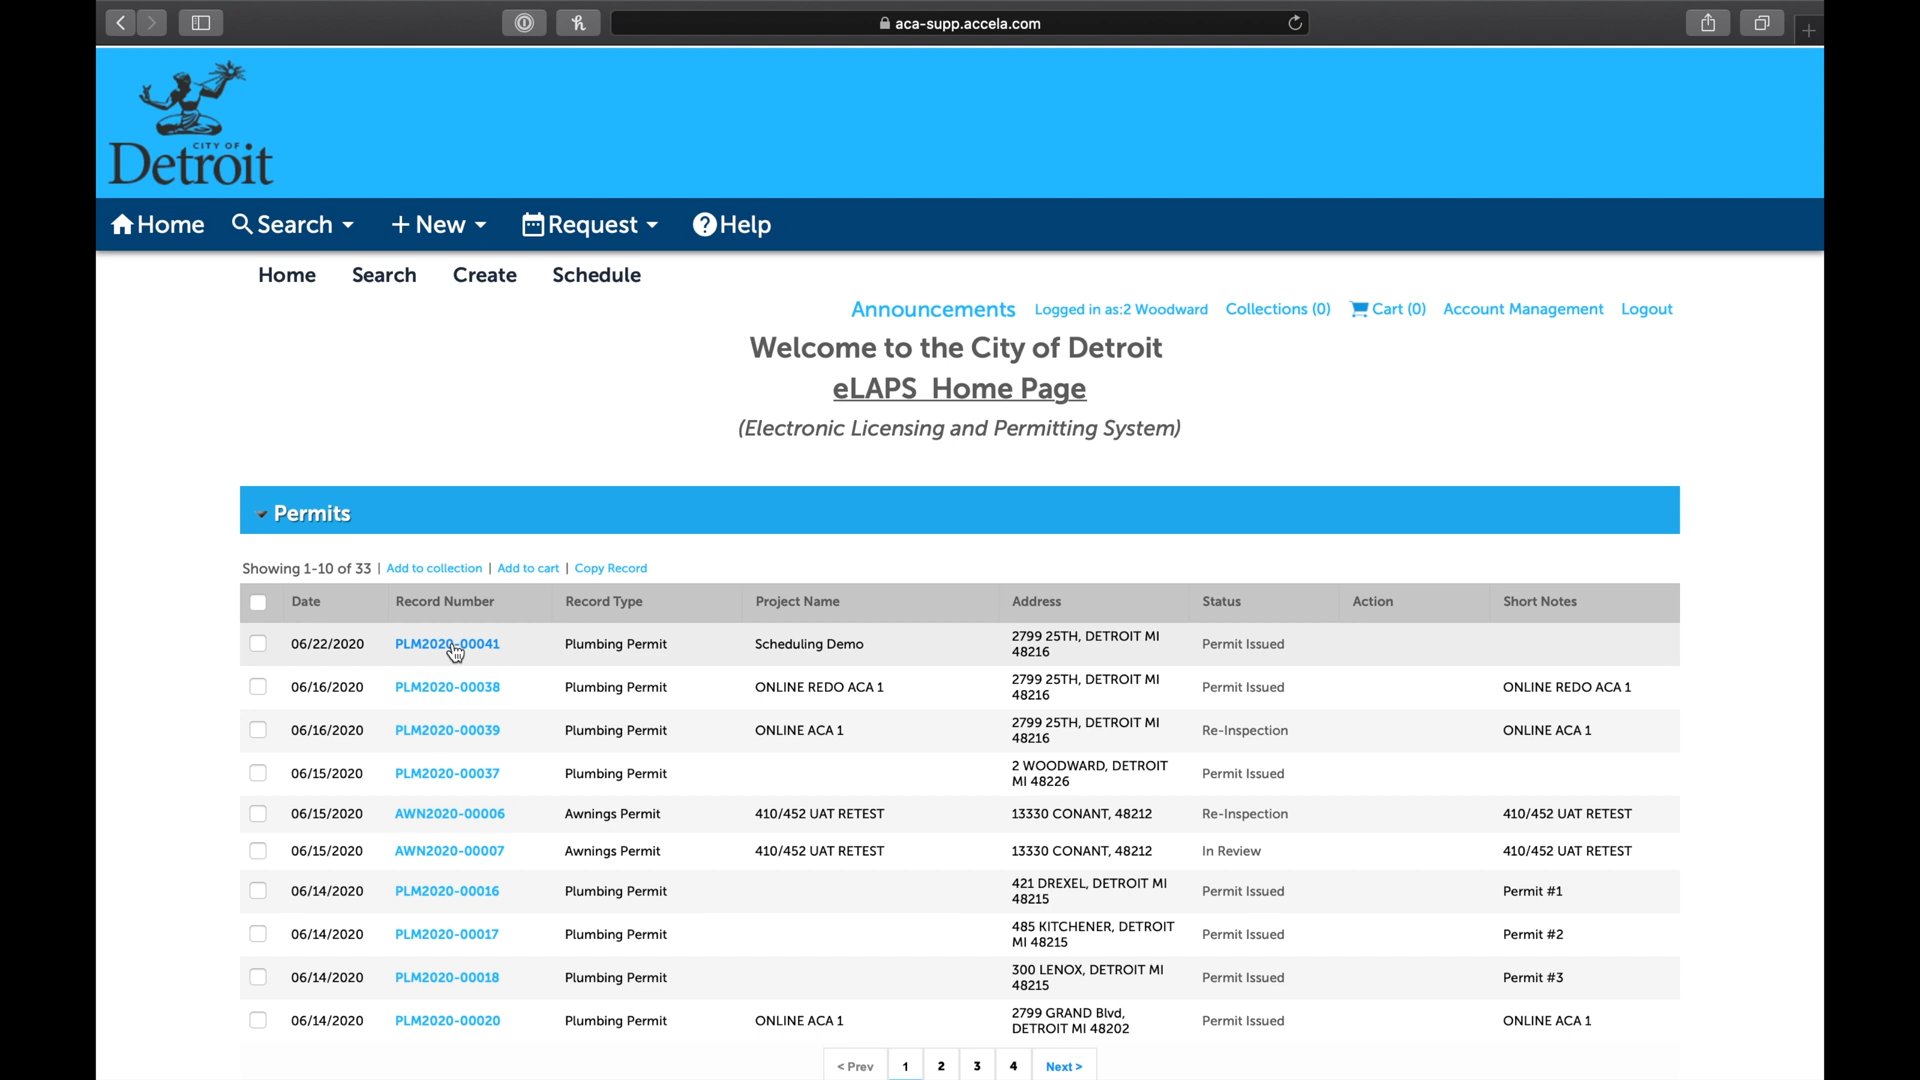 aca-supp.accela.com
CITY OF
Detroit
Home Search + New Request Help
Home Search Create Schedule
Announcements Logged in as:2 Woodward Collections (0) Cart (0) Account Management Logout
Welcome to the City of Detroit
eLAPS Home Page
(Electronic Licensing and Permitting System)
Permits
Showing 1-10 of 33 | Add to collection | Add to cart | Copy Record
Date Record Number Record Type Project Name Address Status Action Short Notes
06/22/2020 PLM2020-00041 Plumbing Permit Scheduling Demo 2799 25TH, DETROIT MI 48216 Permit Issued
06/16/2020 PLM2020-00038 Plumbing Permit ONLINE REDO ACA 1 2799 25TH, DETROIT MI 48216 Permit Issued ONLINE REDO ACA 1
06/16/2020 PLM2020-00039 Plumbing Permit ONLINE ACA 1 2799 25TH, DETROIT MI 48216 Re-Inspection ONLINE ACA 1
06/15/2020 PLM2020-00037 Plumbing Permit 2 WOODWARD, DETROIT MI 48226 Permit Issued
06/15/2020 AWN2020-00006 Awnings Permit 410/452 UAT RETEST 13330 CONANT, 48212 Re-Inspection 410/452 UAT RETEST
06/15/2020 AWN2020-00007 Awnings Permit 410/452 UAT RETEST 13330 CONANT, 48212 In Review 410/452 UAT RETEST
06/14/2020 PLM2020-00016 Plumbing Permit 421 DREXEL, DETROIT MI 48215 Permit Issued Permit #1
06/14/2020 PLM2020-00017 Plumbing Permit 485 KITCHENER, DETROIT MI 48215 Permit Issued Permit #2
06/14/2020 PLM2020-00018 Plumbing Permit 300 LENOX, DETROIT MI 48215 Permit Issued Permit #3
06/14/2020 PLM2020-00020 Plumbing Permit ONLINE ACA 1 2799 GRAND Blvd, DETROIT MI 48202 Permit Issued ONLINE ACA 1
< Prev 1 2 3 4 Next >